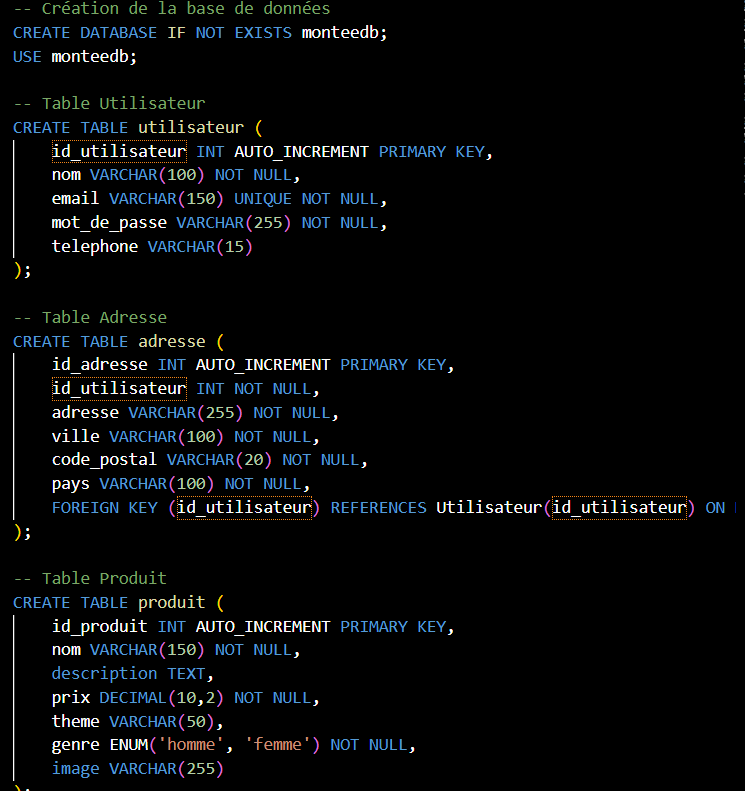 -- Création de la base de données
CREATE DATABASE IF NOT EXISTS monteedb;
USE monteedb;
-- Table Utilisateur
CREATE TABLE utilisateur (
id_utilisateur INT AUTO_INCREMENT PRIMARY KEY,
nom VARCHAR(100) NOT NULL,
email VARCHAR(150) UNIQUE NOT NULL,
mot_de_passe VARCHAR(255) NOT NULL,
telephone VARCHAR(15)
);
-- Table Adresse
CREATE TABLE adresse (
id_adresse INT AUTO_INCREMENT PRIMARY KEY,
id_utilisateur INT NOT NULL,
adresse VARCHAR(255) NOT NULL,
ville VARCHAR(100) NOT NULL,
code_postal VARCHAR(20) NOT NULL,
pays VARCHAR(100) NOT NULL,
FOREIGN KEY (id_utilisateur) REFERENCES Utilisateur(id_utilisateur) ON
);
-- Table Produit
CREATE TABLE produit (
id_produit INT AUTO_INCREMENT PRIMARY KEY,
nom VARCHAR(150) NOT NULL,
description TEXT,
prix DECIMAL(10,2) NOT NULL,
theme VARCHAR(50),
genre ENUM('homme', 'femme') NOT NULL,
image VARCHAR(255)
);